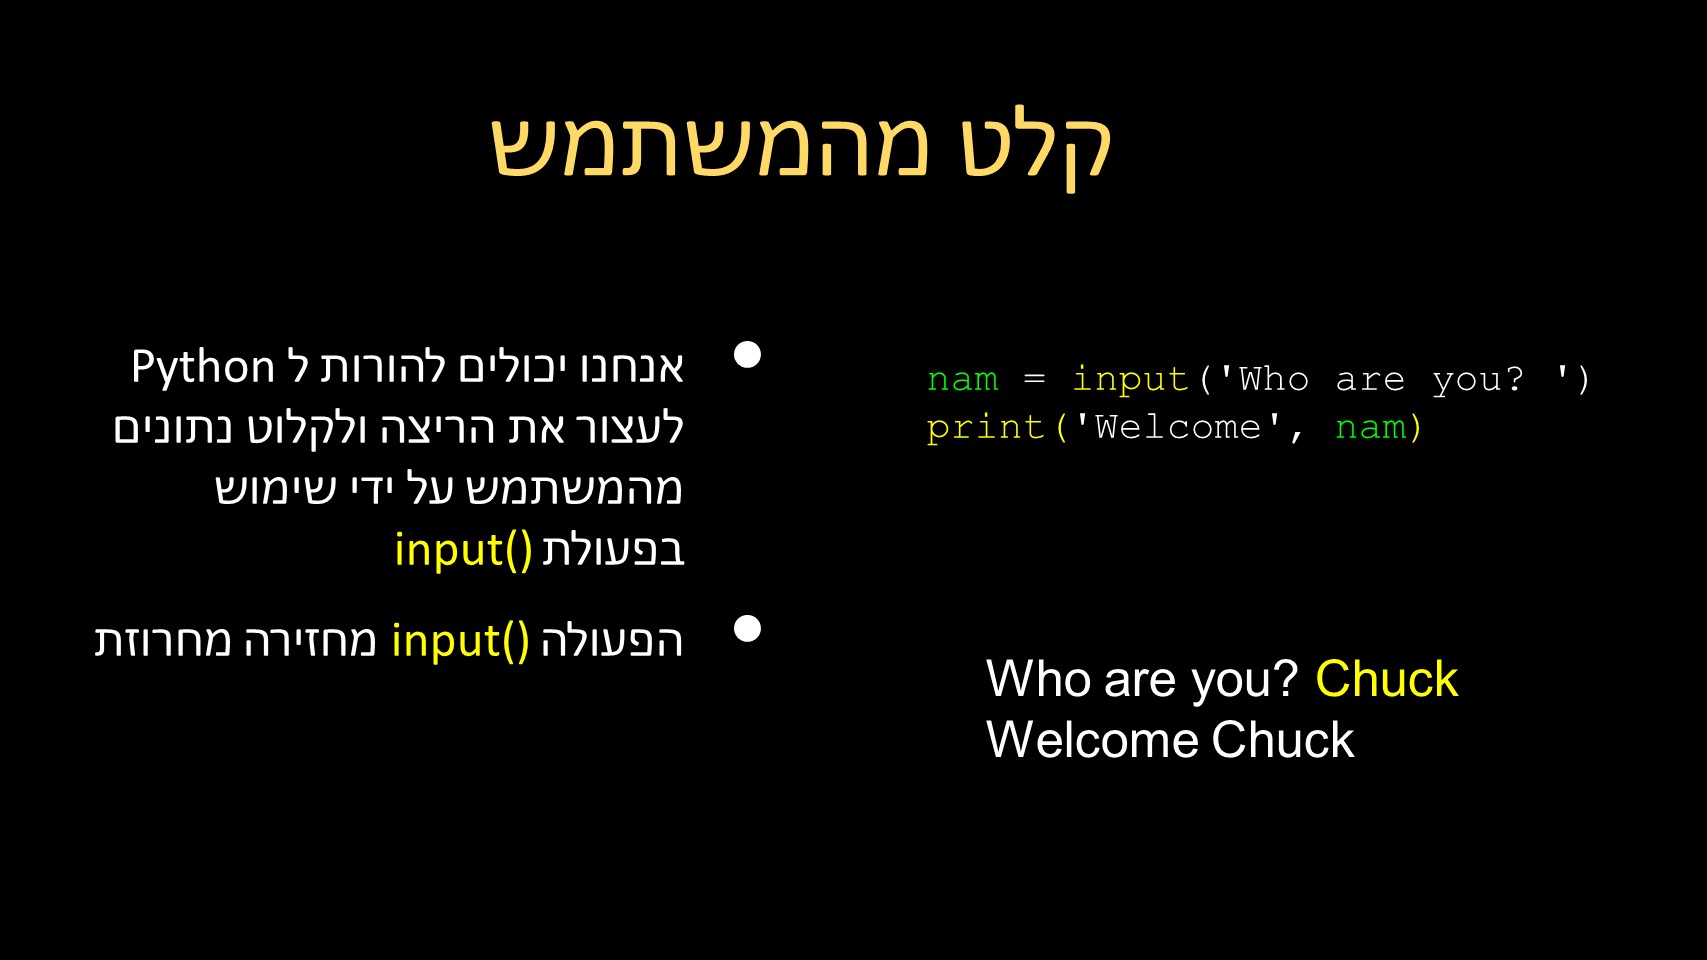 קלט מהמשתמש
אנחנו יכולים להורות ל Python
לעצור את הריצה ולקלוט נתונים
מהמשתמש על ידי שימוש
בפעולת input()
הפעולה input() מחזירה מחרוזת
nam = input('Who are you? ')
print('Welcome', nam)
Who are you? Chuck
Welcome Chuck